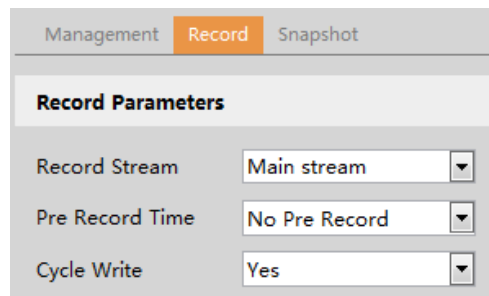 Management Record Snapshot
Record Parameters
Record Stream Main stream
Pre Record Time No Pre Record
Cycle Write Yes